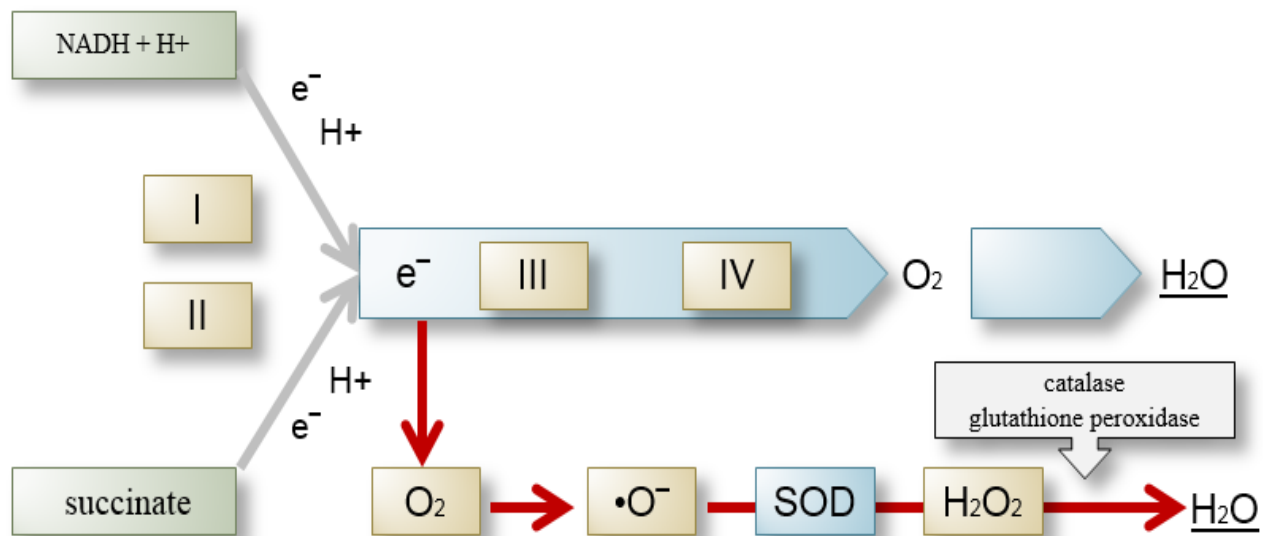 NADH + H+
e⁻
H+
I
e⁻
III
IV
O₂
H₂O
II
H+
e⁻
catalase
glutathione peroxidase
succinate
O₂
•O⁻
SOD
H₂O₂
H₂O